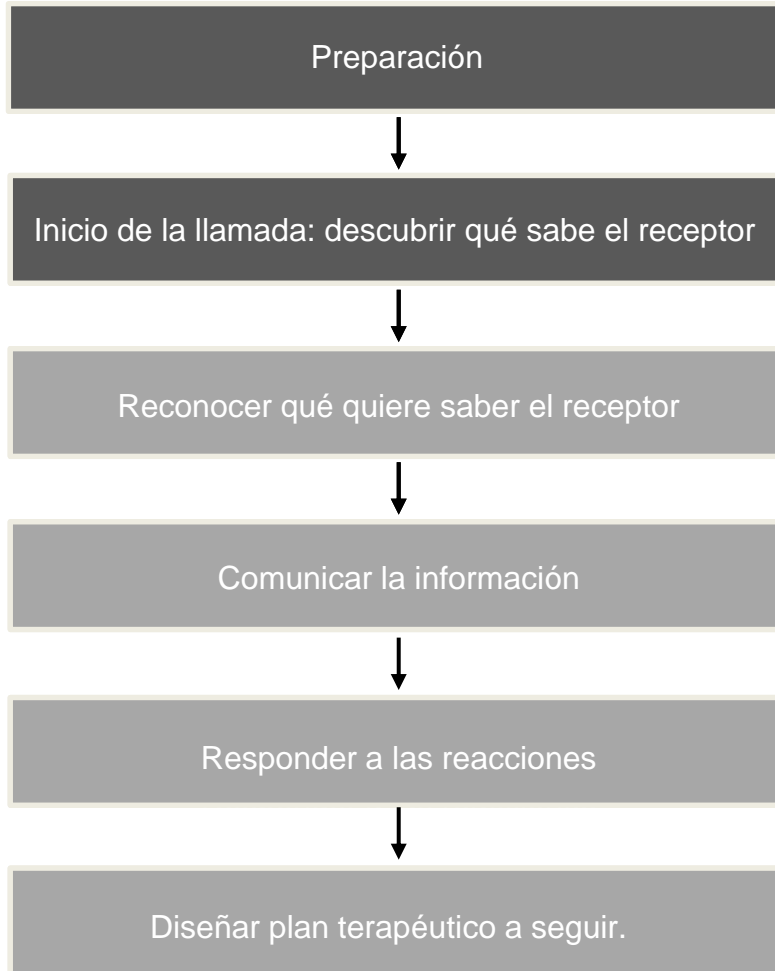 Preparación
Inicio de la llamada: descubrir qué sabe el receptor
Reconocer qué quiere saber el receptor
Comunicar la información
Responder a las reacciones
Diseñar plan terapéutico a seguir.